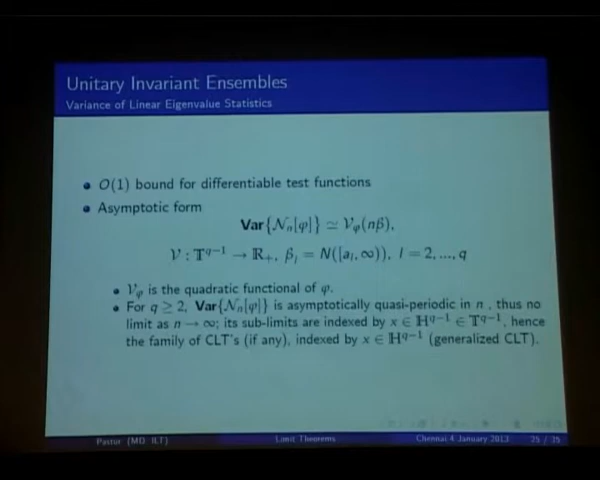 Unitary Invariant Ensembles
Variance of Linear Eigenvalue Statistics
• O(1) bound for differentiable test functions
• Asymptotic form
Var{𝒩ₙ[φ]} ≃ 𝒱_φ(nβ),
𝒱 : 𝕋^{q−1} → ℝ₊, β_l = N([a_l, ∞)), l = 2, ..., q
• 𝒱_φ is the quadratic functional of φ.
• For q ≥ 2, Var{𝒩ₙ[φ]} is asymptotically quasi-periodic in n , thus no
limit as n → ∞; its sub-limits are indexed by x ∈ ℍ^{q−1} ∈ 𝕋^{q−1}, hence
the family of CLT's (if any), indexed by x ∈ ℍ^{q−1} (generalized CLT).
Pastur (MD ILT) Limit Theorems Chennai 4 January 2013 25 / 35